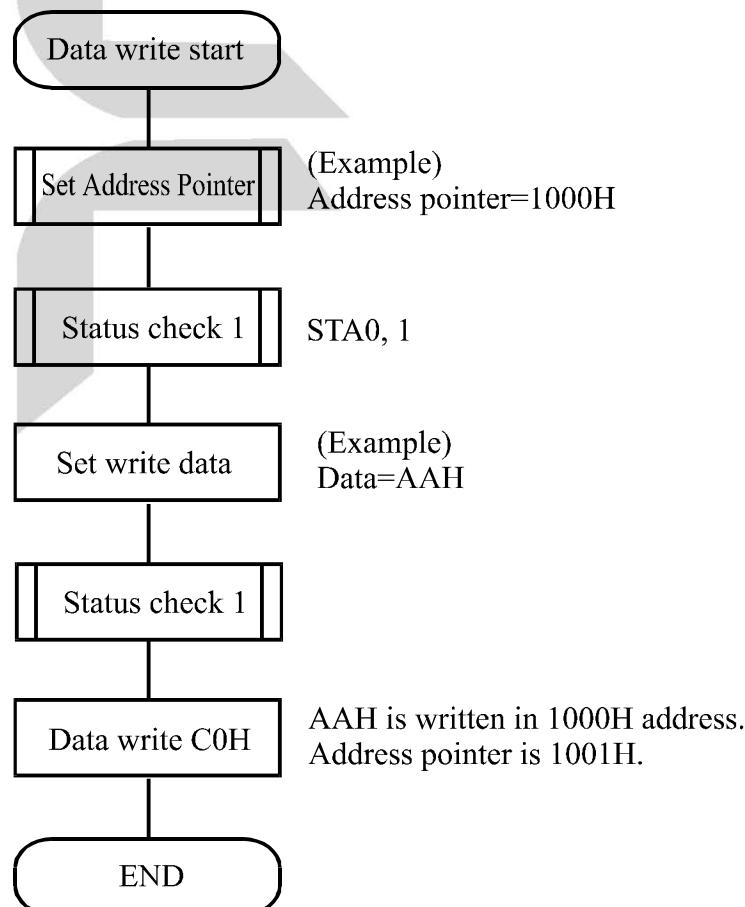 Data write start
Set Address Pointer
(Example)
Address pointer=1000H
Status check 1
STA0, 1
Set write data
(Example)
Data=AAH
Status check 1
Data write C0H
AAH is written in 1000H address.
Address pointer is 1001H.
END